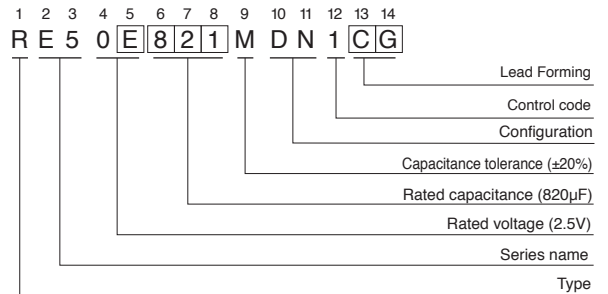 1 2 3 4 5 6 7 8 9 10 11 12 13 14
R E 5 0 E 8 2 1 M D N 1 C G
Lead Forming
Control code
Configuration
Capacitance tolerance (±20%)
Rated capacitance (820µF)
Rated voltage (2.5V)
Series name
Type